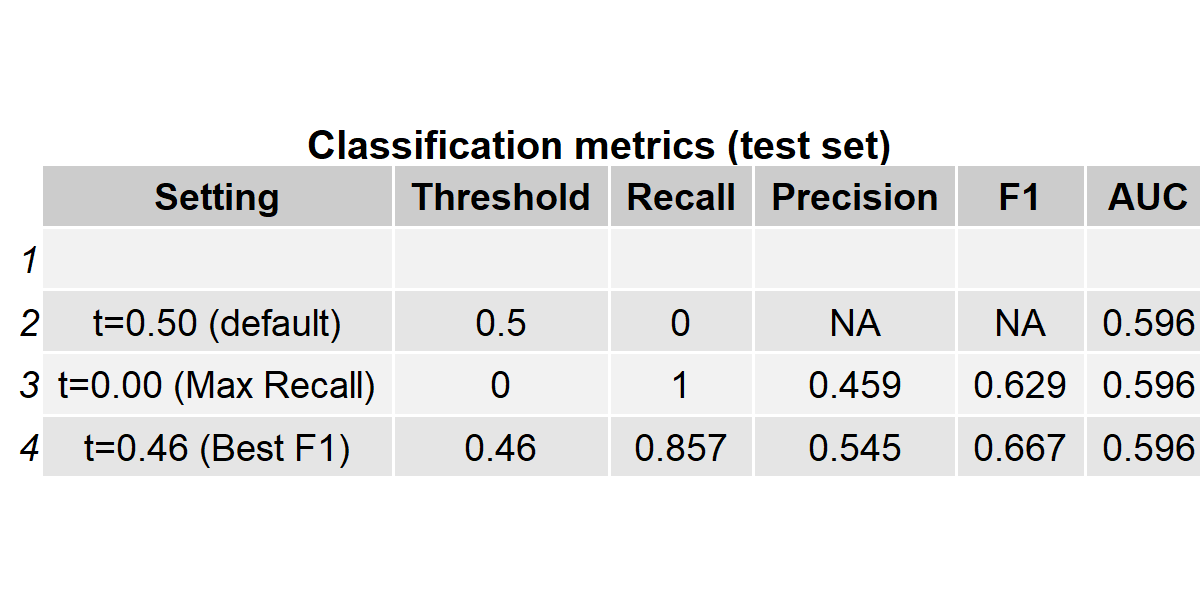 Classification metrics (test set)
Setting Threshold Recall Precision F1 AUC
1
2 t=0.50 (default) 0.5 0 NA NA 0.596
3 t=0.00 (Max Recall) 0 1 0.459 0.629 0.596
4 t=0.46 (Best F1) 0.46 0.857 0.545 0.667 0.596